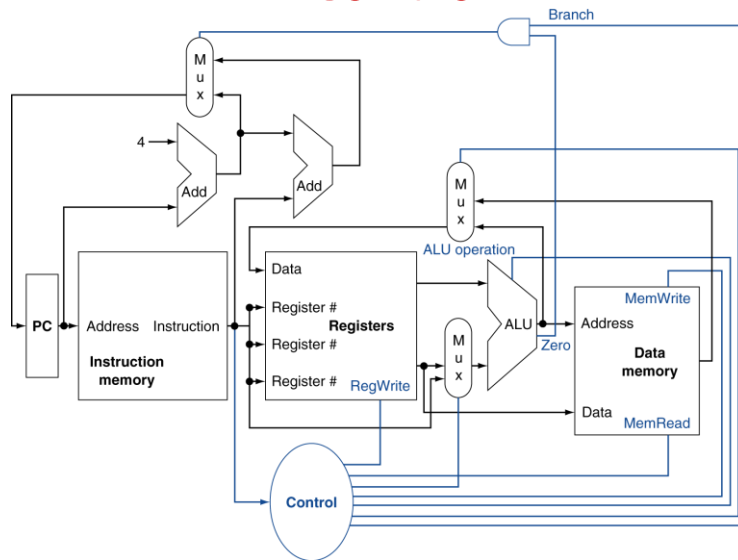 Branch
M
u
x
4
Add
Add
M
u
x
ALU operation
Data
PC
Address
Instruction
Instruction
memory
Register #
Registers
Register #
Register #
RegWrite
M
u
x
ALU
Zero
MemWrite
Address
Data
memory
Data
MemRead
Control